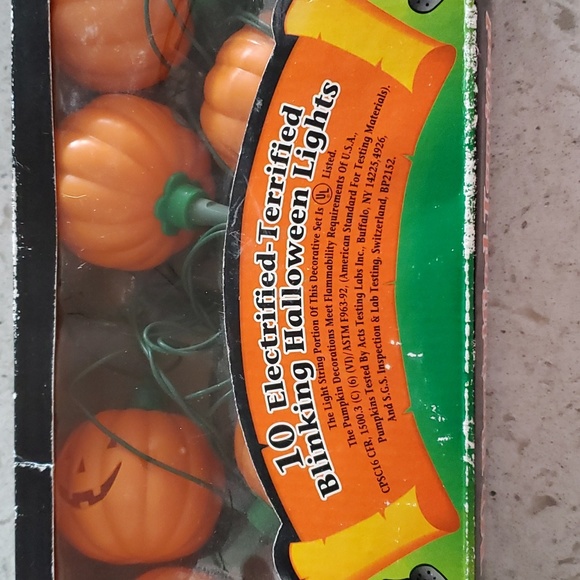 10 Electrified-Terrified
Blinking Halloween Lights
The Light String Portion Of This Decorative Set Is UL Listed.
The Pumpkin Decorations Meet Flammability Requirements Of U.S.A.,
The Pumpkin F963-92, (American Standard For Testing Materials).
CPSC16 CFR, 1500.3 (C) (6) (VI)/ASTM Buffalo, NY 14225,4926,
Pumpkins Tested By Acts Testing Labs Inc., Switzerland, BP2152.
And S.G.S. Inspection & Lab Testing,